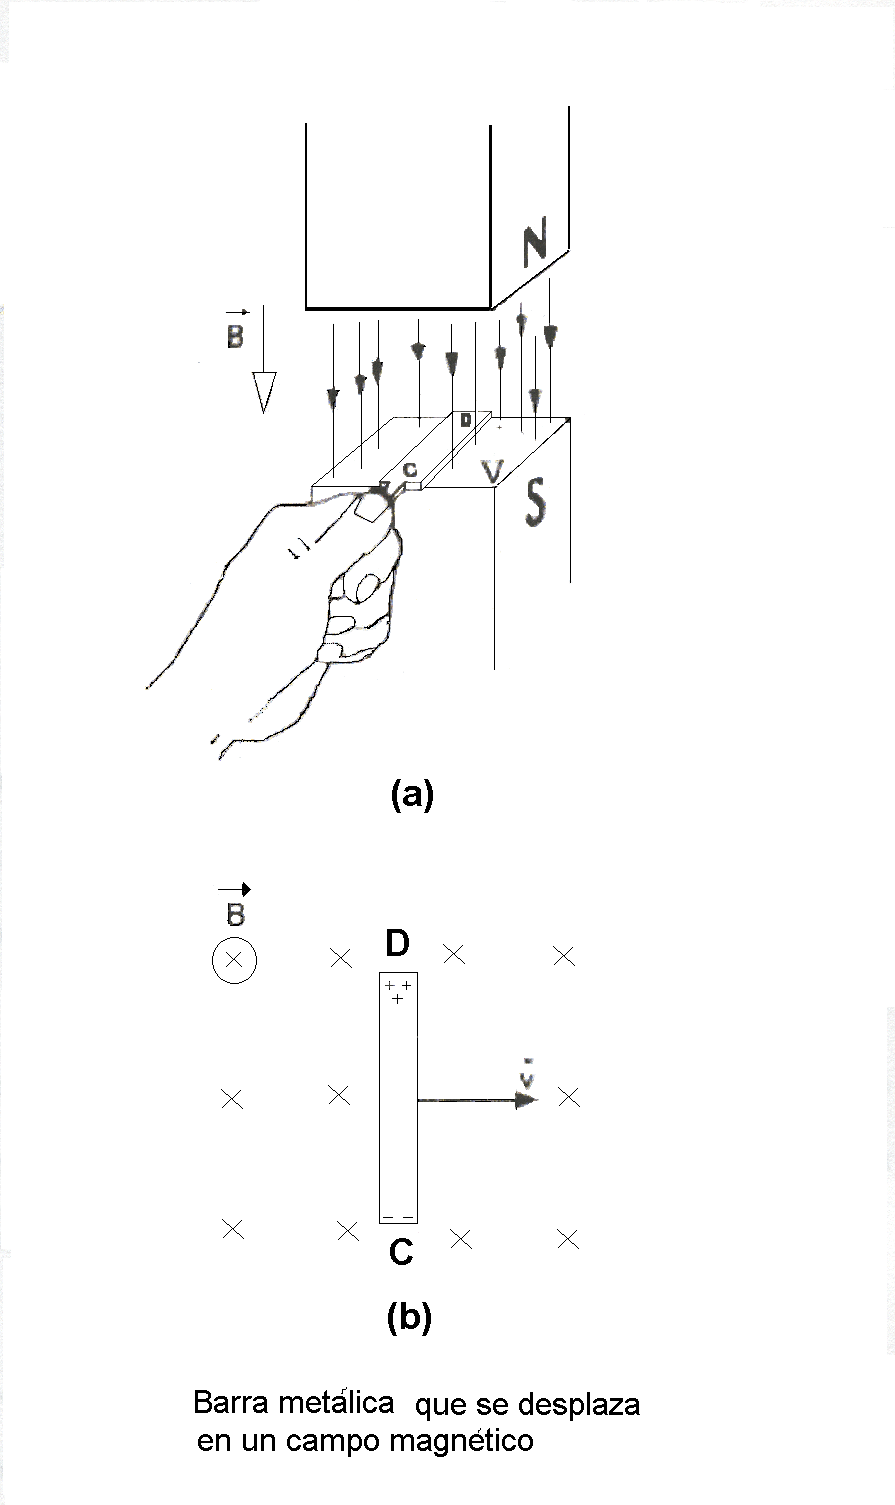 N
B
D
C
V
S
(a)
B
D
+ +
+
v
− −
C
(b)
Barra metálica que se desplaza
en un campo magnético